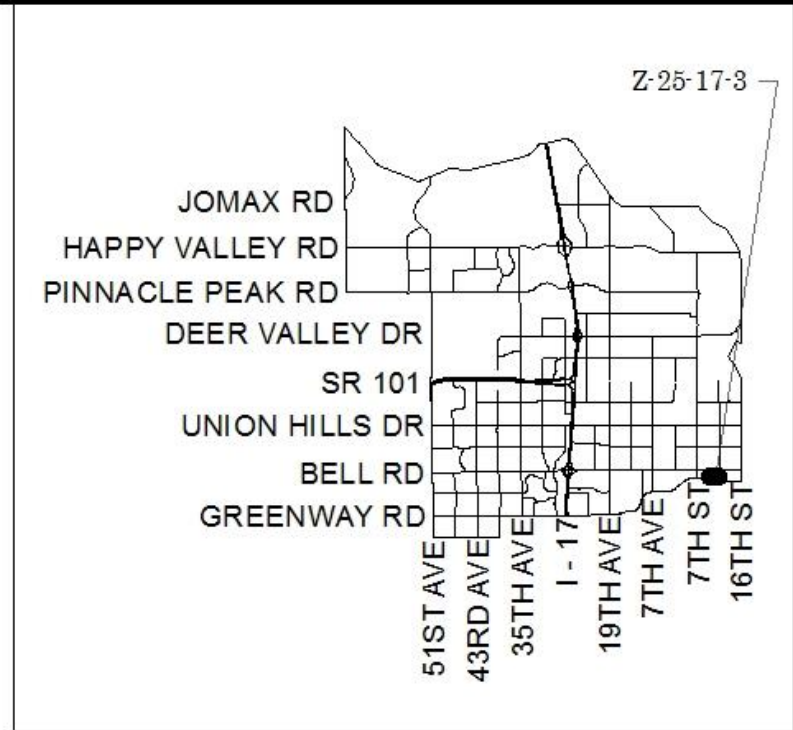 Z-25-17-3
JOMAX RD
HAPPY VALLEY RD
PINNACLE PEAK RD
DEER VALLEY DR
SR 101
UNION HILLS DR
BELL RD
GREENWAY RD
51ST AVE
43RD AVE
35TH AVE
I - 17
19TH AVE
7TH AVE
7TH ST
16TH ST